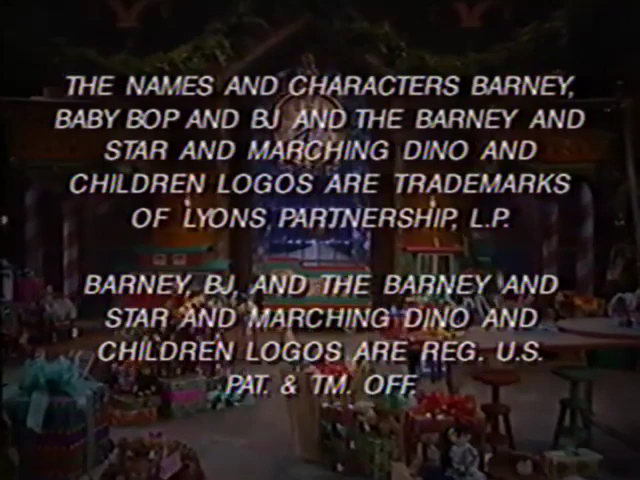 THE NAMES AND CHARACTERS BARNEY,
BABY BOP AND BJ AND THE BARNEY AND
STAR AND MARCHING DINO AND
CHILDREN LOGOS ARE TRADEMARKS
OF LYONS PARTNERSHIP, L.P.
BARNEY, BJ, AND THE BARNEY AND
STAR AND MARCHING DINO AND
CHILDREN LOGOS ARE REG. U.S.
PAT. & TM. OFF.